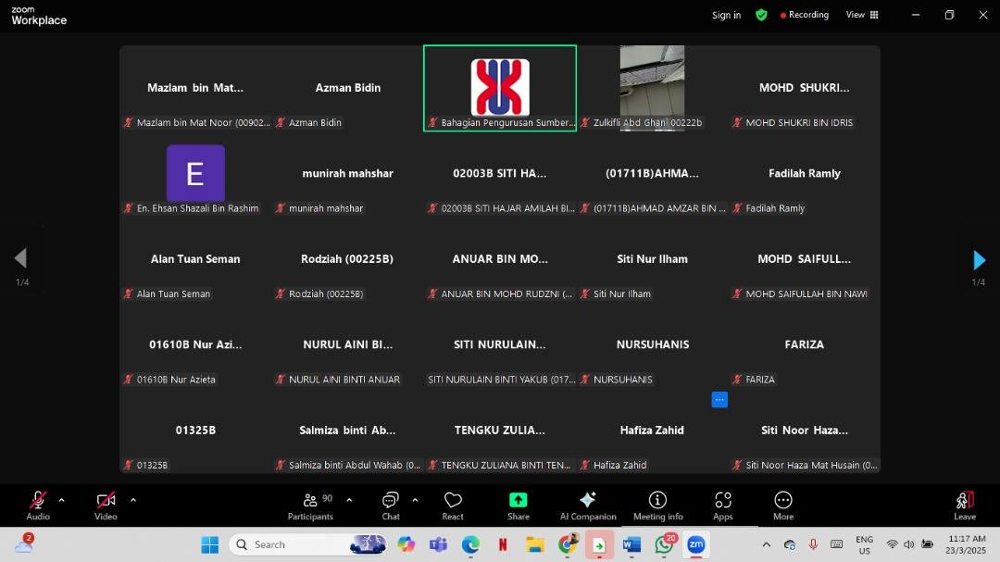 zoom
Workplace
Sign in
Recording
View
Mazlam bin Mat...
Mazlam bin Mat Noor (00902...
Azman Bidin
Azman Bidin
Bahagian Pengurusan Sumber...
Zulkifli Abd Ghani 00222b
MOHD SHUKRI...
MOHD SHUKRI BIN IDRIS
E
En. Ehsan Shazali Bin Rashim
munirah mahshar
munirah mahshar
02003B SITI HA...
02003B SITI HAJAR AMILAH BI...
(01711B)AHMA...
(01711B)AHMAD AMZAR BIN ...
Fadilah Ramly
Fadilah Ramly
Alan Tuan Seman
Alan Tuan Seman
Rodziah (00225B)
Rodziah (00225B)
ANUAR BIN MO...
ANUAR BIN MOHD RUDZNI (...
Siti Nur Ilham
Siti Nur Ilham
MOHD SAIFULL...
MOHD SAIFULLAH BIN NAWI
01610B Nur Azi...
01610B Nur Azieta
NURUL AINI BI...
NURUL AINI BINTI ANUAR
SITI NURULAIN...
SITI NURULAIN BINTI YAKUB (017...
NURSUHANIS
NURSUHANIS
FARIZA
FARIZA
01325B
01325B
Salmiza binti Ab...
Salmiza binti Abdul Wahab (0...
TENGKU ZULIA...
TENGKU ZULIANA BINTI TEN...
Hafiza Zahid
Hafiza Zahid
Siti Noor Haza...
Siti Noor Haza Mat Husain (0...
1/4
1/4
Audio
Video
90
Participants
Chat
React
Share
AI Companion
Meeting info
Apps
More
Leave
2
Search
N
W
20
zm
ENG
US
11:17 AM
23/3/2025